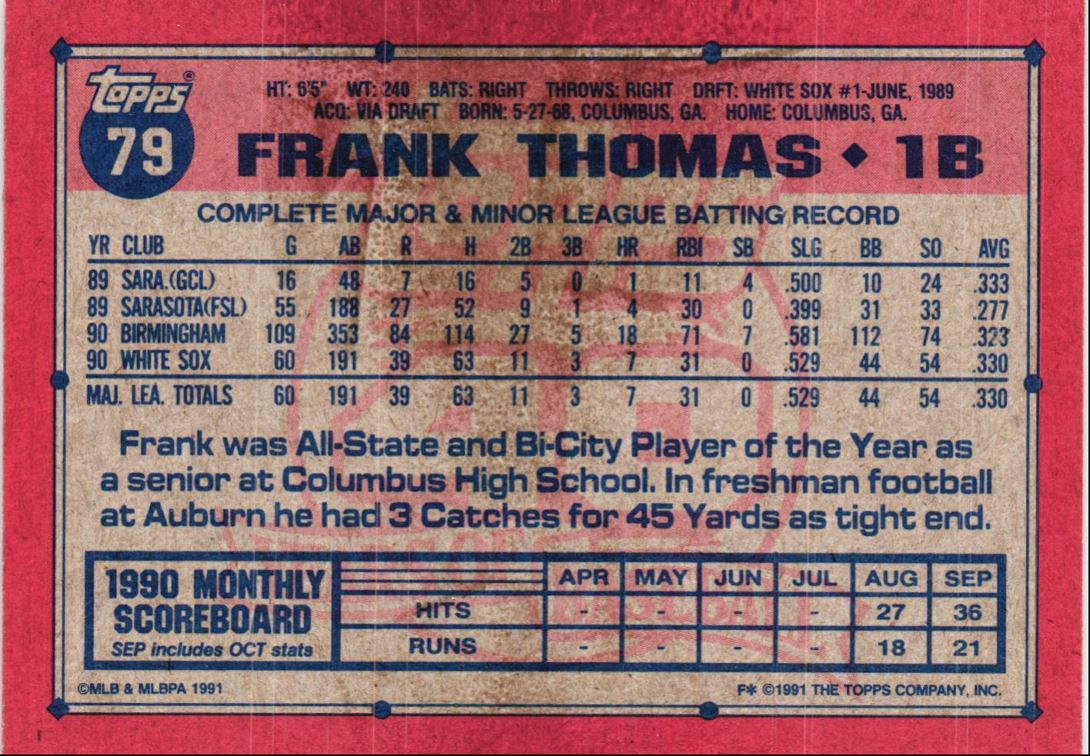 Topps®
79
HT: 6'5" WT: 240 BATS: RIGHT THROWS: RIGHT DRFT: WHITE SOX #1-JUNE, 1989
ACQ: VIA DRAFT BORN: 5-27-68, COLUMBUS, GA. HOME: COLUMBUS, GA.
FRANK THOMAS ◆ 1B
COMPLETE MAJOR & MINOR LEAGUE BATTING RECORD
YR CLUB G AB R H 2B 3B HR RBI SB SLG BB SO AVG
89 SARA.(GCL) 16 48 7 16 5 0 1 11 4 .500 10 24 .333
89 SARASOTA(FSL) 55 188 27 52 9 1 4 30 0 .399 31 33 .277
90 BIRMINGHAM 109 353 84 114 27 5 18 71 7 .581 112 74 .323
90 WHITE SOX 60 191 39 63 11 3 7 31 0 .529 44 54 .330
MAJ. LEA. TOTALS 60 191 39 63 11 3 7 31 0 .529 44 54 .330
Frank was All-State and Bi-City Player of the Year as
a senior at Columbus High School. In freshman football
at Auburn he had 3 Catches for 45 Yards as tight end.
1990 MONTHLY
SCOREBOARD
SEP includes OCT stats
APR MAY JUN JUL AUG SEP
HITS - - - - 27 36
RUNS - - - - 18 21
©MLB & MLBPA 1991
F* ©1991 THE TOPPS COMPANY, INC.
40
BASEBALL